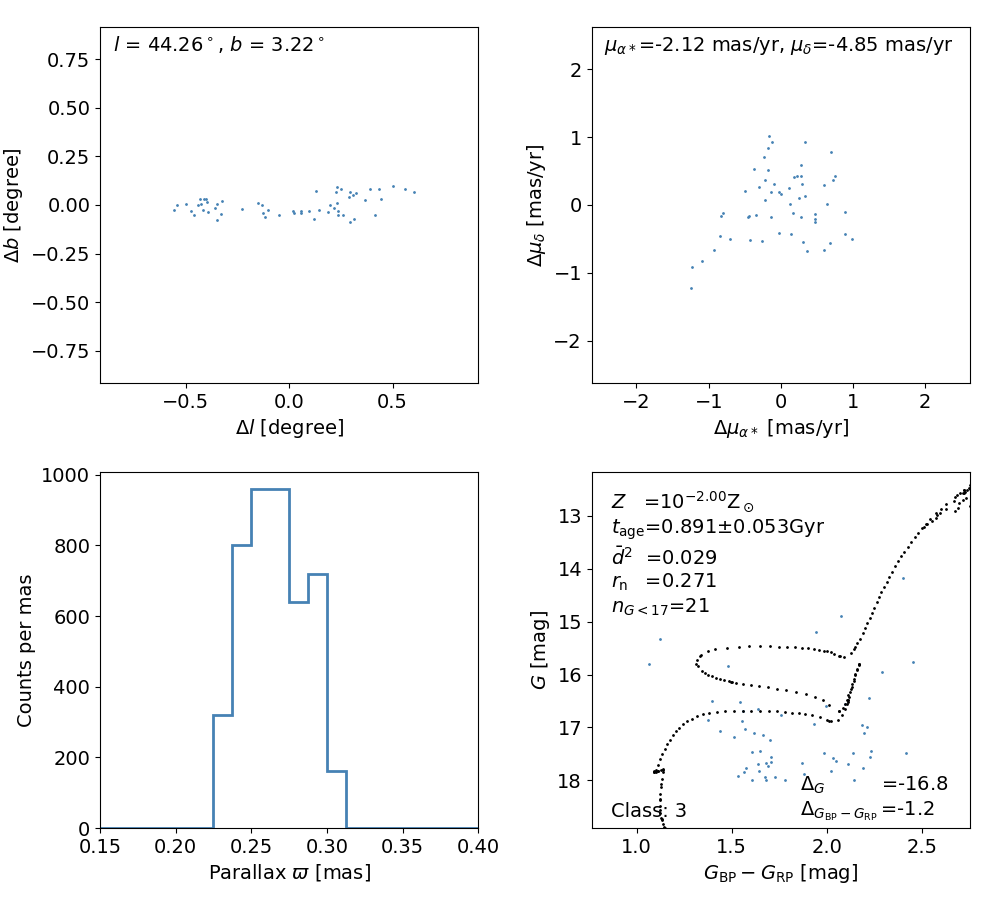 l = 44.26°, b = 3.22°
0.75
0.50
0.25
0.00
−0.25
−0.50
−0.75
Δb [degree]
−0.5 0.0 0.5
Δl [degree]
μα*=-2.12 mas/yr, μδ=-4.85 mas/yr
2
1
0
−1
−2
Δμδ [mas/yr]
−2 −1 0 1 2
Δμα* [mas/yr]
1000
800
600
400
200
0
Counts per mas
0.15 0.20 0.25 0.30 0.35 0.40
Parallax ϖ [mas]
Z =10^−2.00 Z⊙
t_age=0.891±0.053Gyr
d̄² =0.029
r_n =0.271
n_G<17=21
13
14
15
16
17
18
G [mag]
Δ_G =-16.8
Δ_GBP−GRP =-1.2
Class: 3
1.0 1.5 2.0 2.5
G_BP − G_RP [mag]